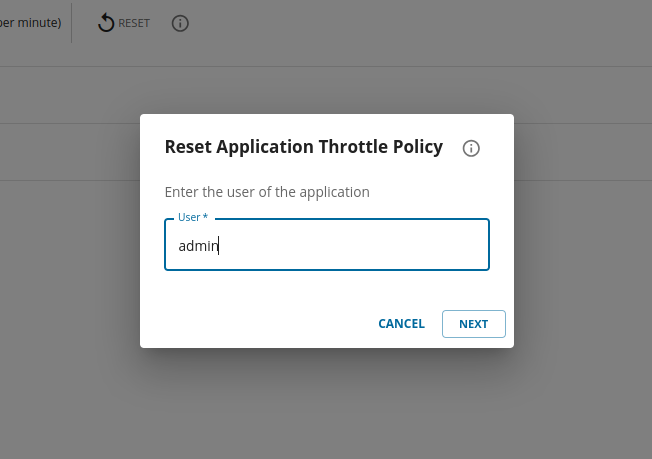 per minute)
RESET
Reset Application Throttle Policy
Enter the user of the application
User *
admin
CANCEL
NEXT